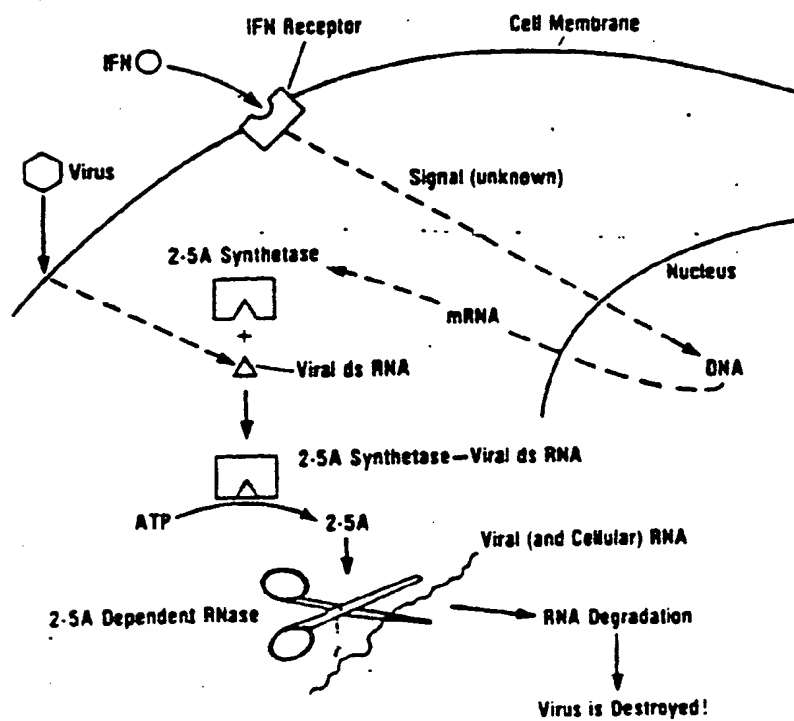 IFN Receptor
Cell Membrane
IFN
Virus
Signal (unknown)
2-5A Synthetase
Nucleus
mRNA
DNA
+
Viral ds RNA
2-5A Synthetase—Viral ds RNA
ATP
2-5A
Viral (and Cellular) RNA
2-5A Dependent RNase
RNA Degradation
Virus is Destroyed!